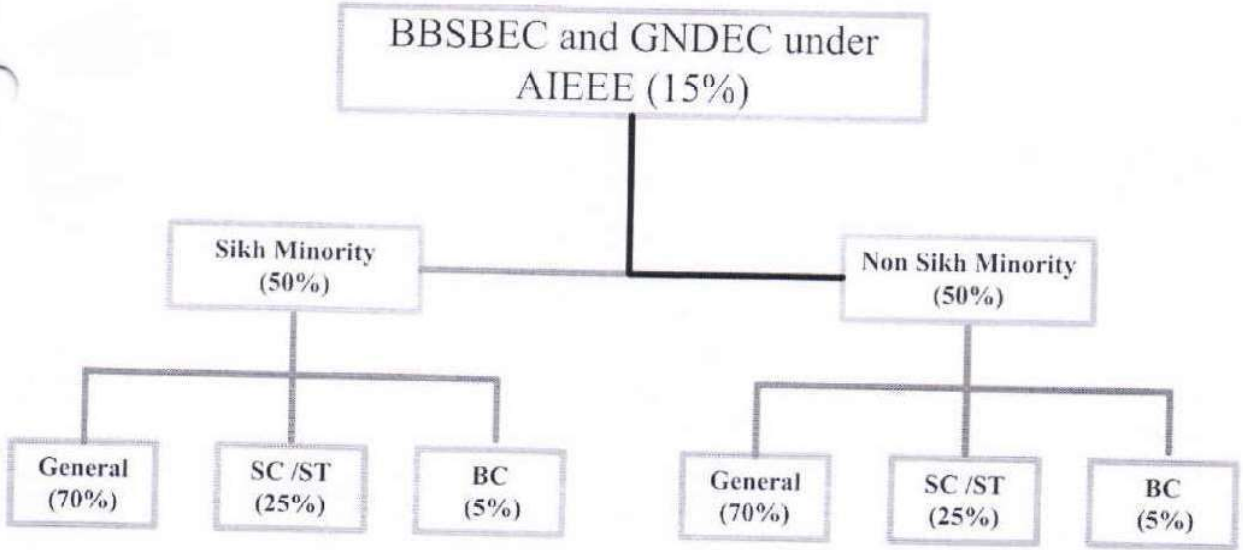 BBSBEC and GNDEC under
AIEEE (15%)
Sikh Minority
(50%)
Non Sikh Minority
(50%)
General
(70%)
SC /ST
(25%)
BC
(5%)
General
(70%)
SC /ST
(25%)
BC
(5%)